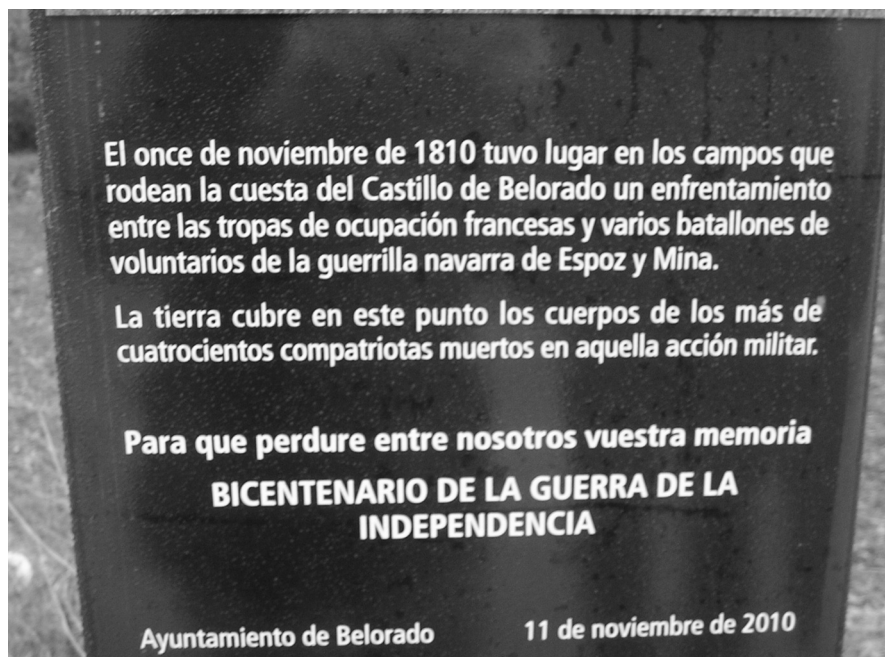 El once de noviembre de 1810 tuvo lugar en los campos que
rodean la cuesta del Castillo de Belorado un enfrentamiento
entre las tropas de ocupación francesas y varios batallones de
voluntarios de la guerrilla navarra de Espoz y Mina.
La tierra cubre en este punto los cuerpos de los más de
cuatrocientos compatriotas muertos en aquella acción militar.
Para que perdure entre nosotros vuestra memoria
BICENTENARIO DE LA GUERRA DE LA
INDEPENDENCIA
Ayuntamiento de Belorado 11 de noviembre de 2010